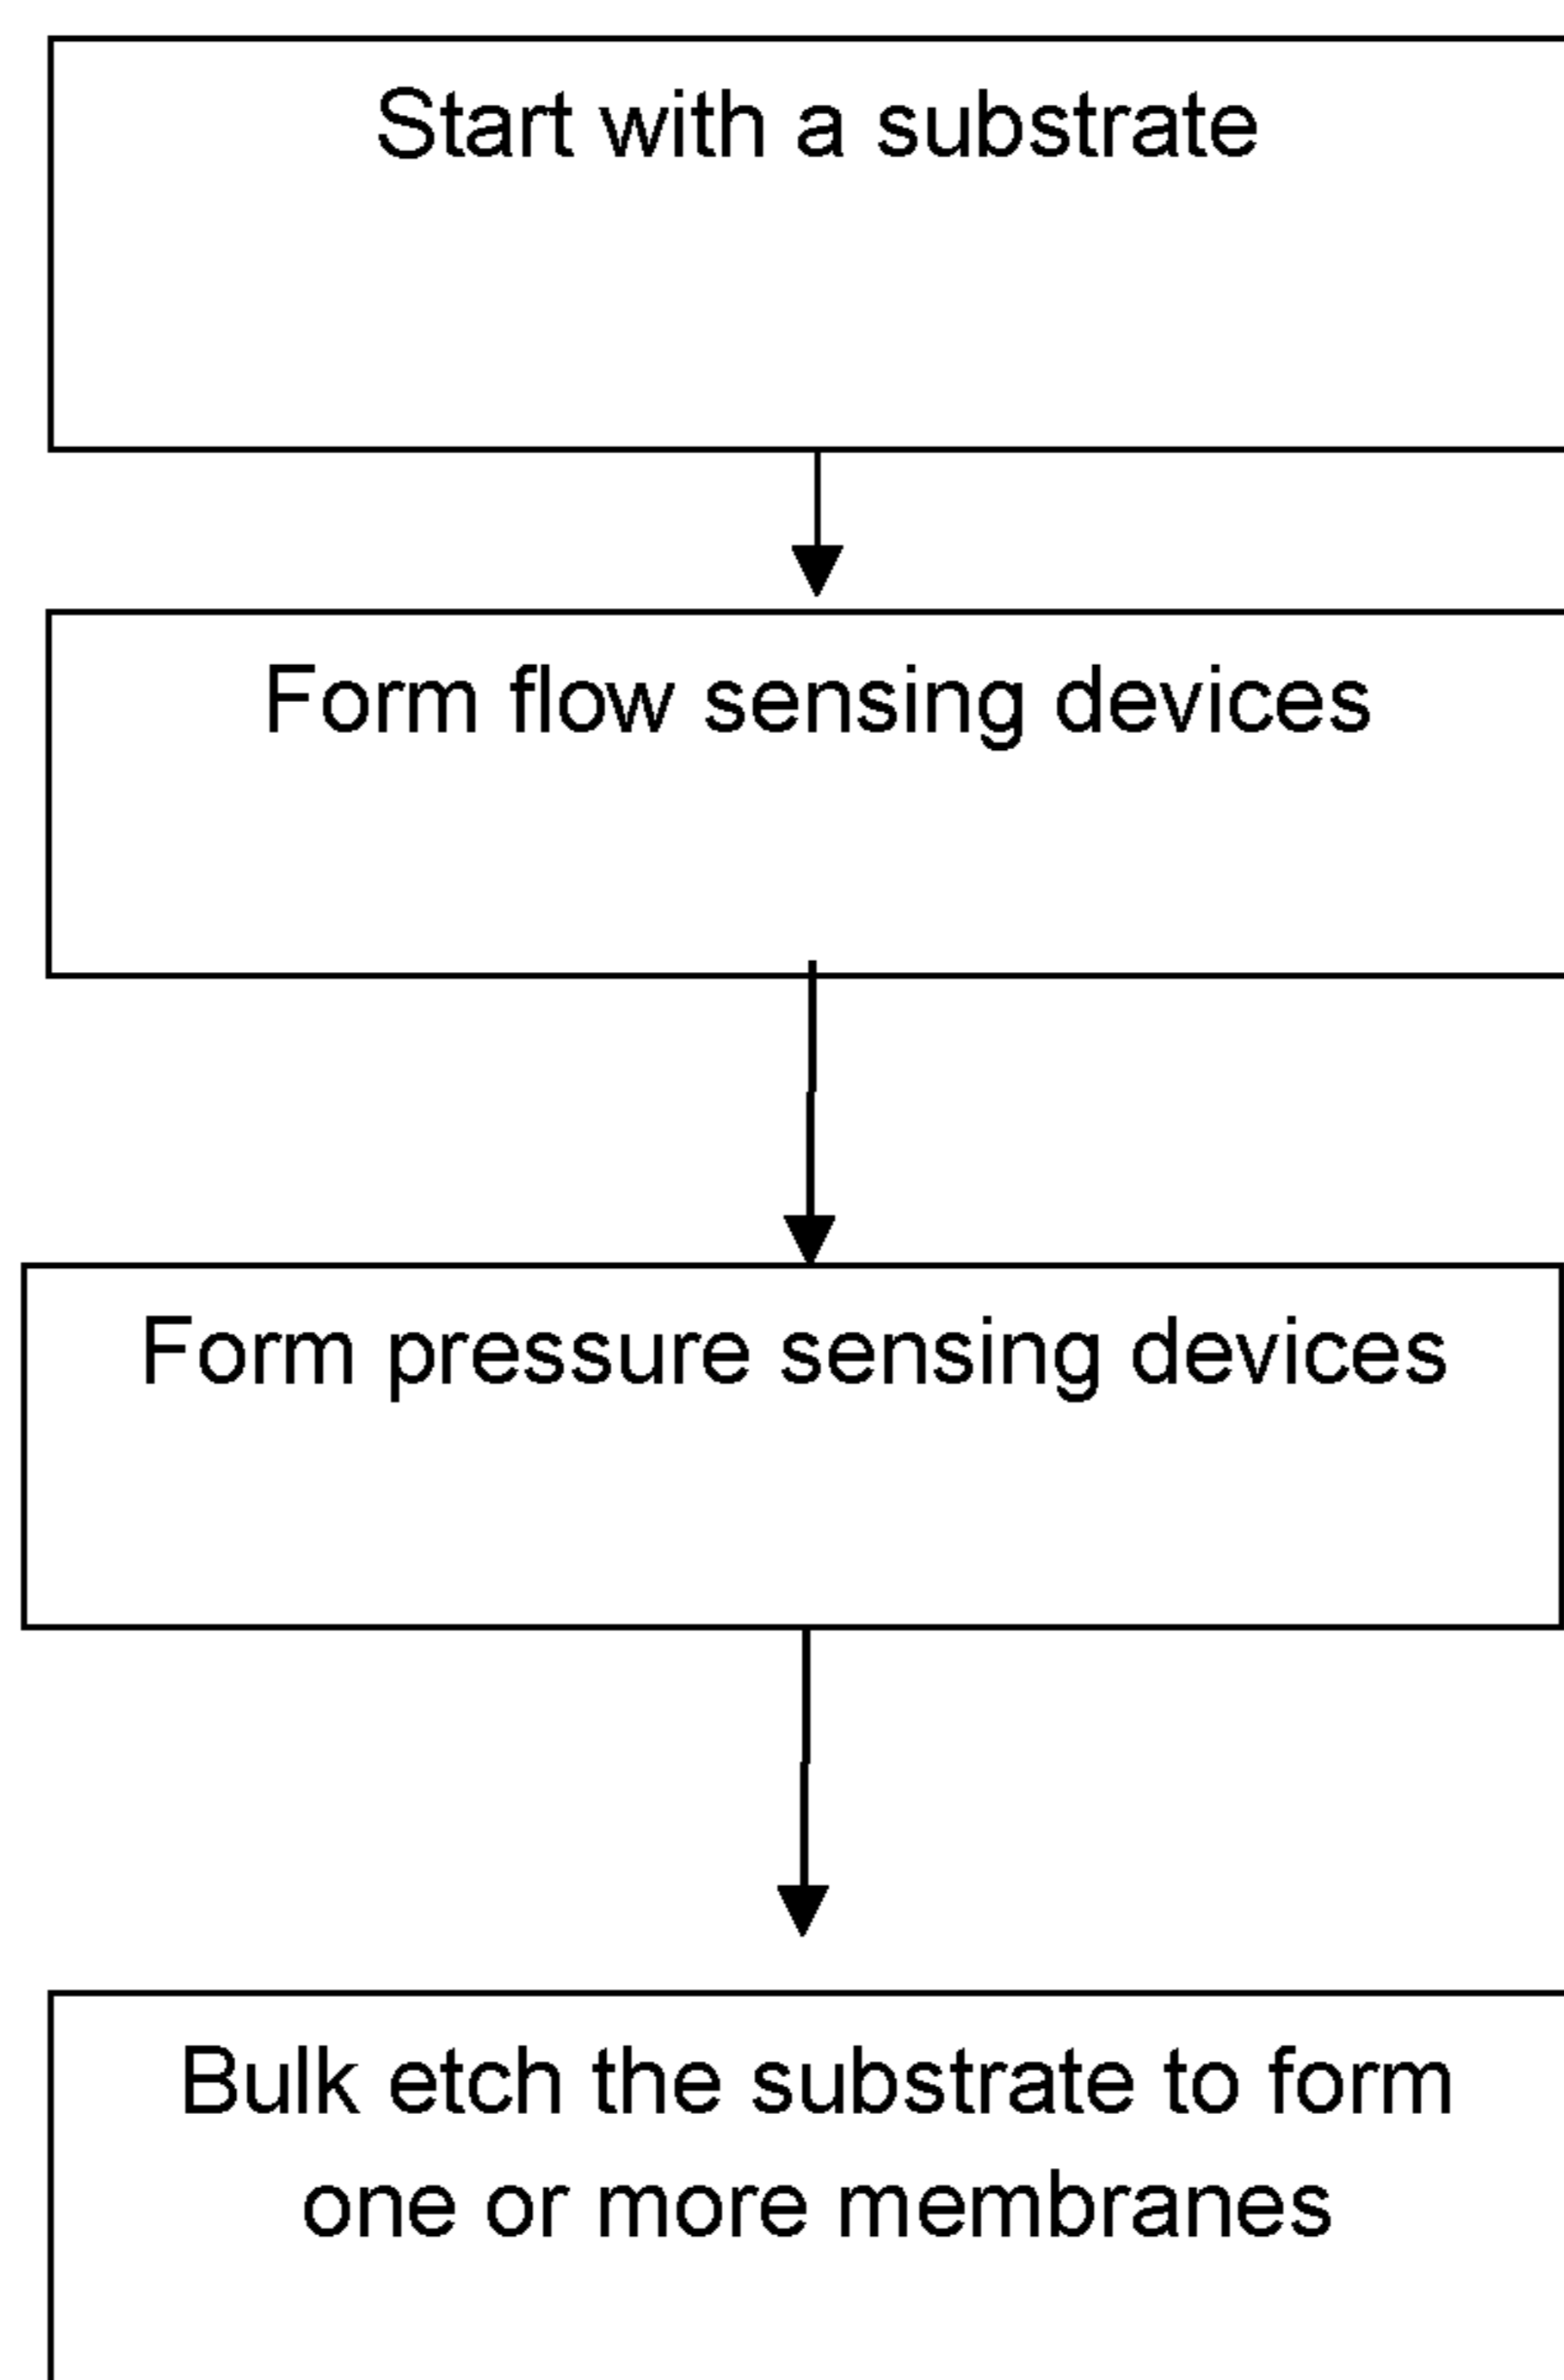 Start with a substrate
Form flow sensing devices
Form pressure sensing devices
Bulk etch the substrate to form
one or more membranes